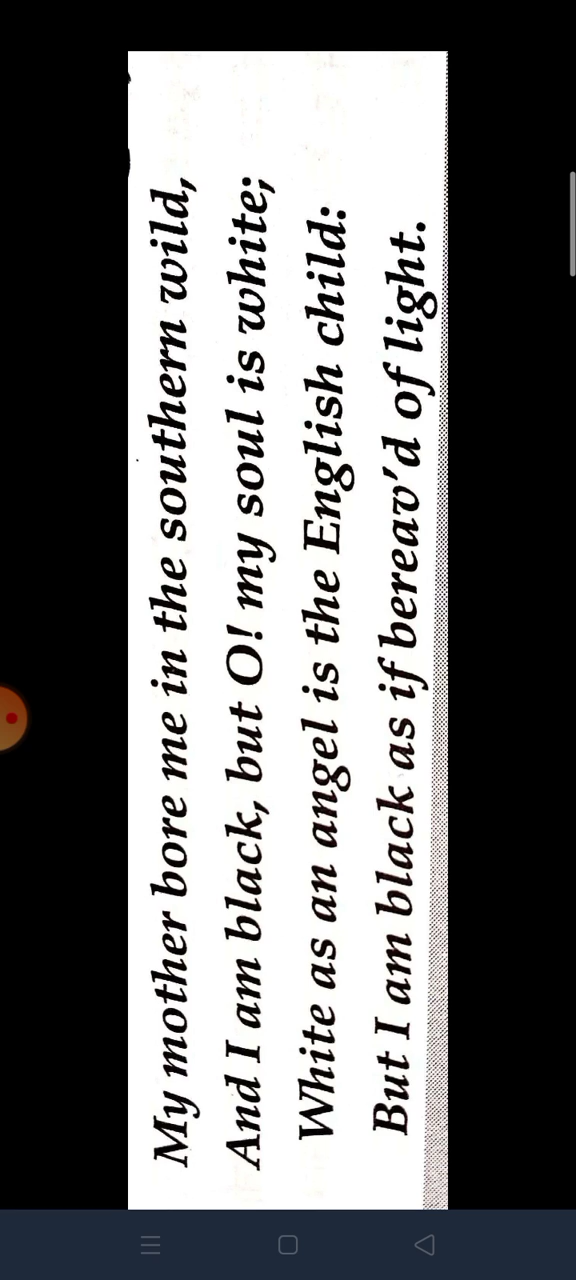 My mother bore me in the southern wild,
And I am black, but O! my soul is white;
White as an angel is the English child:
But I am black as if bereav'd of light.